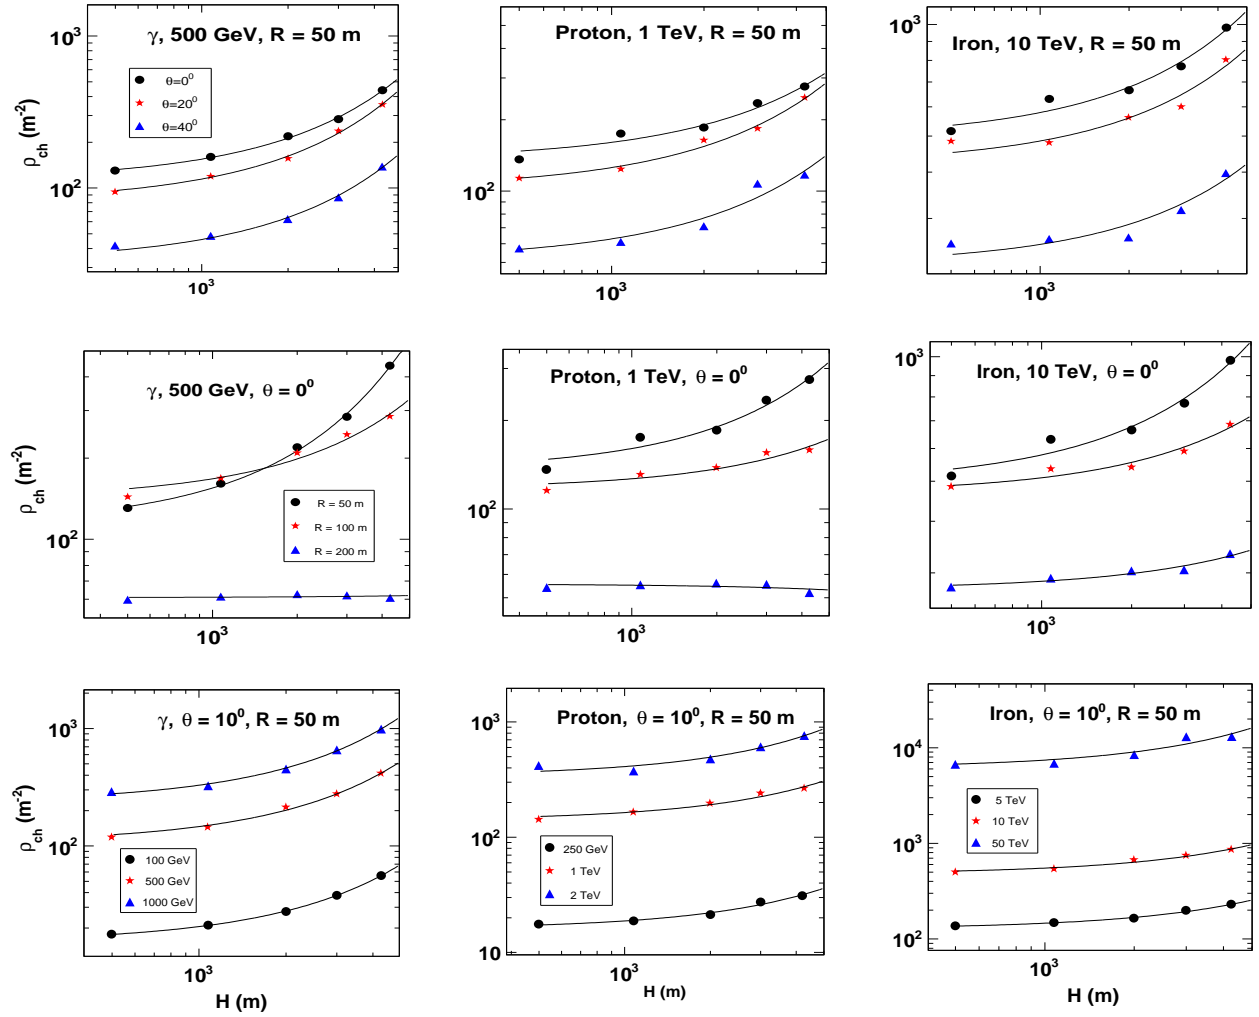 γ, 500 GeV, R = 50 m
10³
10²
ρch (m⁻²)
θ=0⁰
θ=20⁰
θ=40⁰
10³
Proton, 1 TeV, R = 50 m
10²
10³
Iron, 10 TeV, R = 50 m
10³
10³
γ, 500 GeV, θ = 0⁰
ρch (m⁻²)
10²
R = 50 m
R = 100 m
R = 200 m
10³
Proton, 1 TeV, θ = 0⁰
10²
10³
Iron, 10 TeV, θ = 0⁰
10³
10³
γ, θ = 10⁰, R = 50 m
10³
10²
ρch (m⁻²)
100 GeV
500 GeV
1000 GeV
10³
H (m)
Proton, θ = 10⁰, R = 50 m
10³
10²
10
250 GeV
1 TeV
2 TeV
10³
H (m)
Iron, θ = 10⁰, R = 50 m
10⁴
10³
10²
5 TeV
10 TeV
50 TeV
10³
H (m)